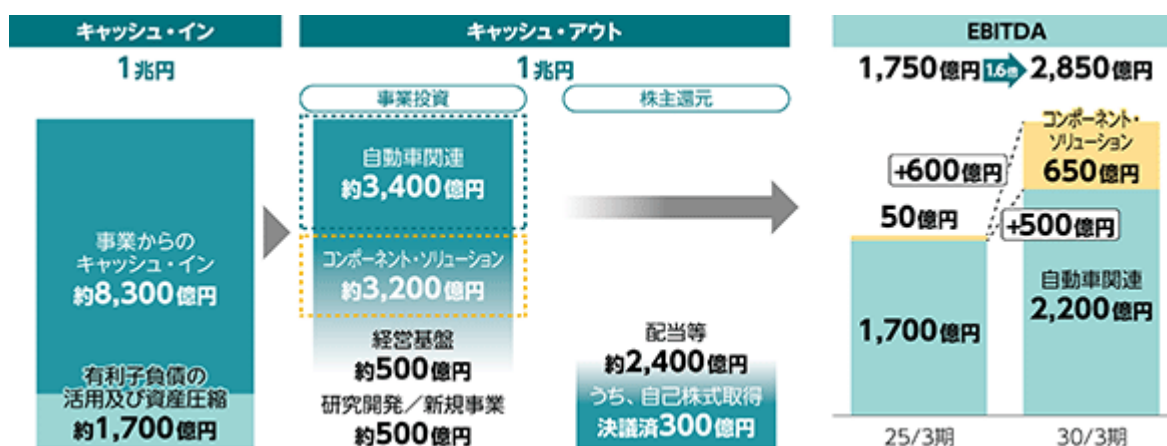 キャッシュ・イン
1兆円
事業からの
キャッシュ・イン
約8,300億円
有利子負債の
活用及び資産圧縮
約1,700億円
キャッシュ・アウト
1兆円
事業投資
自動車関連
約3,400億円
コンポーネント・ソリューション
約3,200億円
経営基盤
約500億円
研究開発/新規事業
約500億円
株主還元
配当等
約2,400億円
うち、自己株式取得
決議済300億円
EBITDA
1,750億円 1.6倍 2,850億円
コンポーネント・
ソリューション
650億円
+600億円
50億円
+500億円
自動車関連
2,200億円
1,700億円
25/3期
30/3期